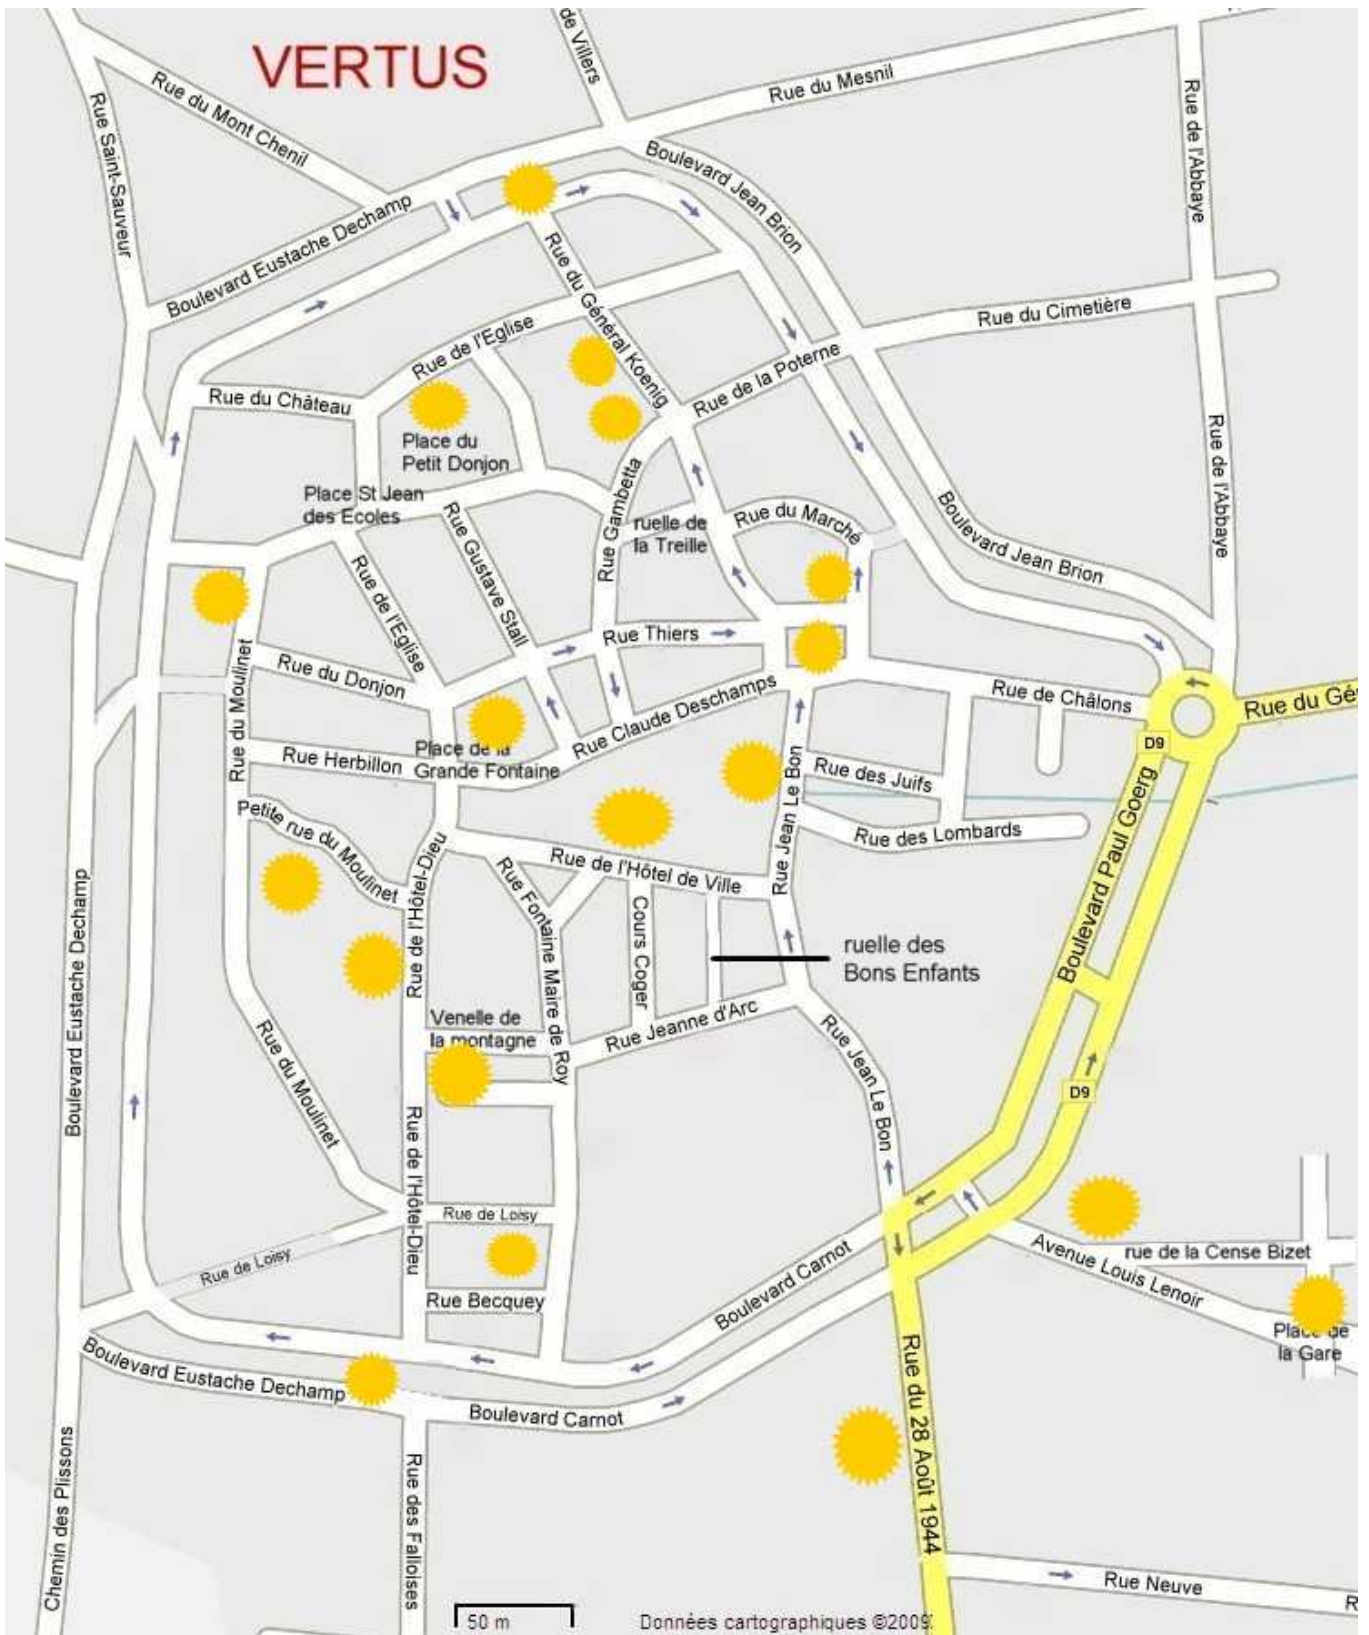 VERTUS
de Villers
Rue du Mesnil
Rue du Mont Chenil
Rue Saint-Sauveur
Rue de l'Abbaye
Boulevard Jean Brion
Boulevard Eustache Dechamp
Rue du Général Koenig
Rue du Cimetière
Rue de l'Eglise
Rue de la Poterne
Rue du Château
Place du
Petit Donjon
Rue de l'Abbaye
Place St Jean
des Ecoles
Rue Gustave Stall
Rue Gambetta
ruelle de
la Treille
Rue du Marché
Boulevard Jean Brion
Rue de l'Eglise
Rue Thiers
Rue du Donjon
Rue du Moulinet
Rue Claude Deschamps
Rue de Châlons
Rue du Gé
D9
Rue Herbillon
Place de la
Grande Fontaine
Rue Jean Le Bon
Rue des Juifs
Petite rue du Moulinet
Rue des Lombards
Boulevard Paul Goerg
Rue de l'Hôtel de Ville
Rue de l'Hôtel-Dieu
Rue Fontaine Maire de Roy
Cours Coger
ruelle des
Bons Enfants
Boulevard Eustache Dechamp
Venelle de
la montagne
Rue Jeanne d'Arc
Rue Jean Le Bon
Rue du Moulinet
D9
Rue de l'Hôtel-Dieu
Rue de Loisy
Rue de Loisy
Boulevard Carnot
Avenue Louis Lenoir
rue de la Cense Bizet
Rue Becquey
Place de
la Gare
Boulevard Eustache Dechamp
Boulevard Carnot
Rue du 28 Août 1944
Chemin des Plissons
Rue des Falloises
Rue Neuve
R
50 m
Données cartographiques ©2009